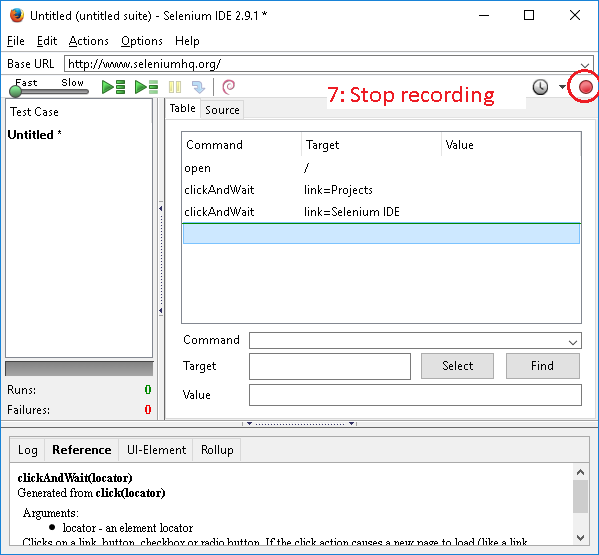 Untitled (untitled suite) - Selenium IDE 2.9.1 *
File Edit Actions Options Help
Base URL http://www.seleniumhq.org/
Fast Slow
7: Stop recording
Test Case
Untitled *
Table Source
Command Target Value
open /
clickAndWait link=Projects
clickAndWait link=Selenium IDE
Command
Target Select Find
Value
Runs: 0
Failures: 0
Log Reference UI-Element Rollup
clickAndWait(locator)
Generated from click(locator)
Arguments:
• locator - an element locator
Clicks on a link, button, checkbox or radio button. If the click action causes a new page to load (like a link